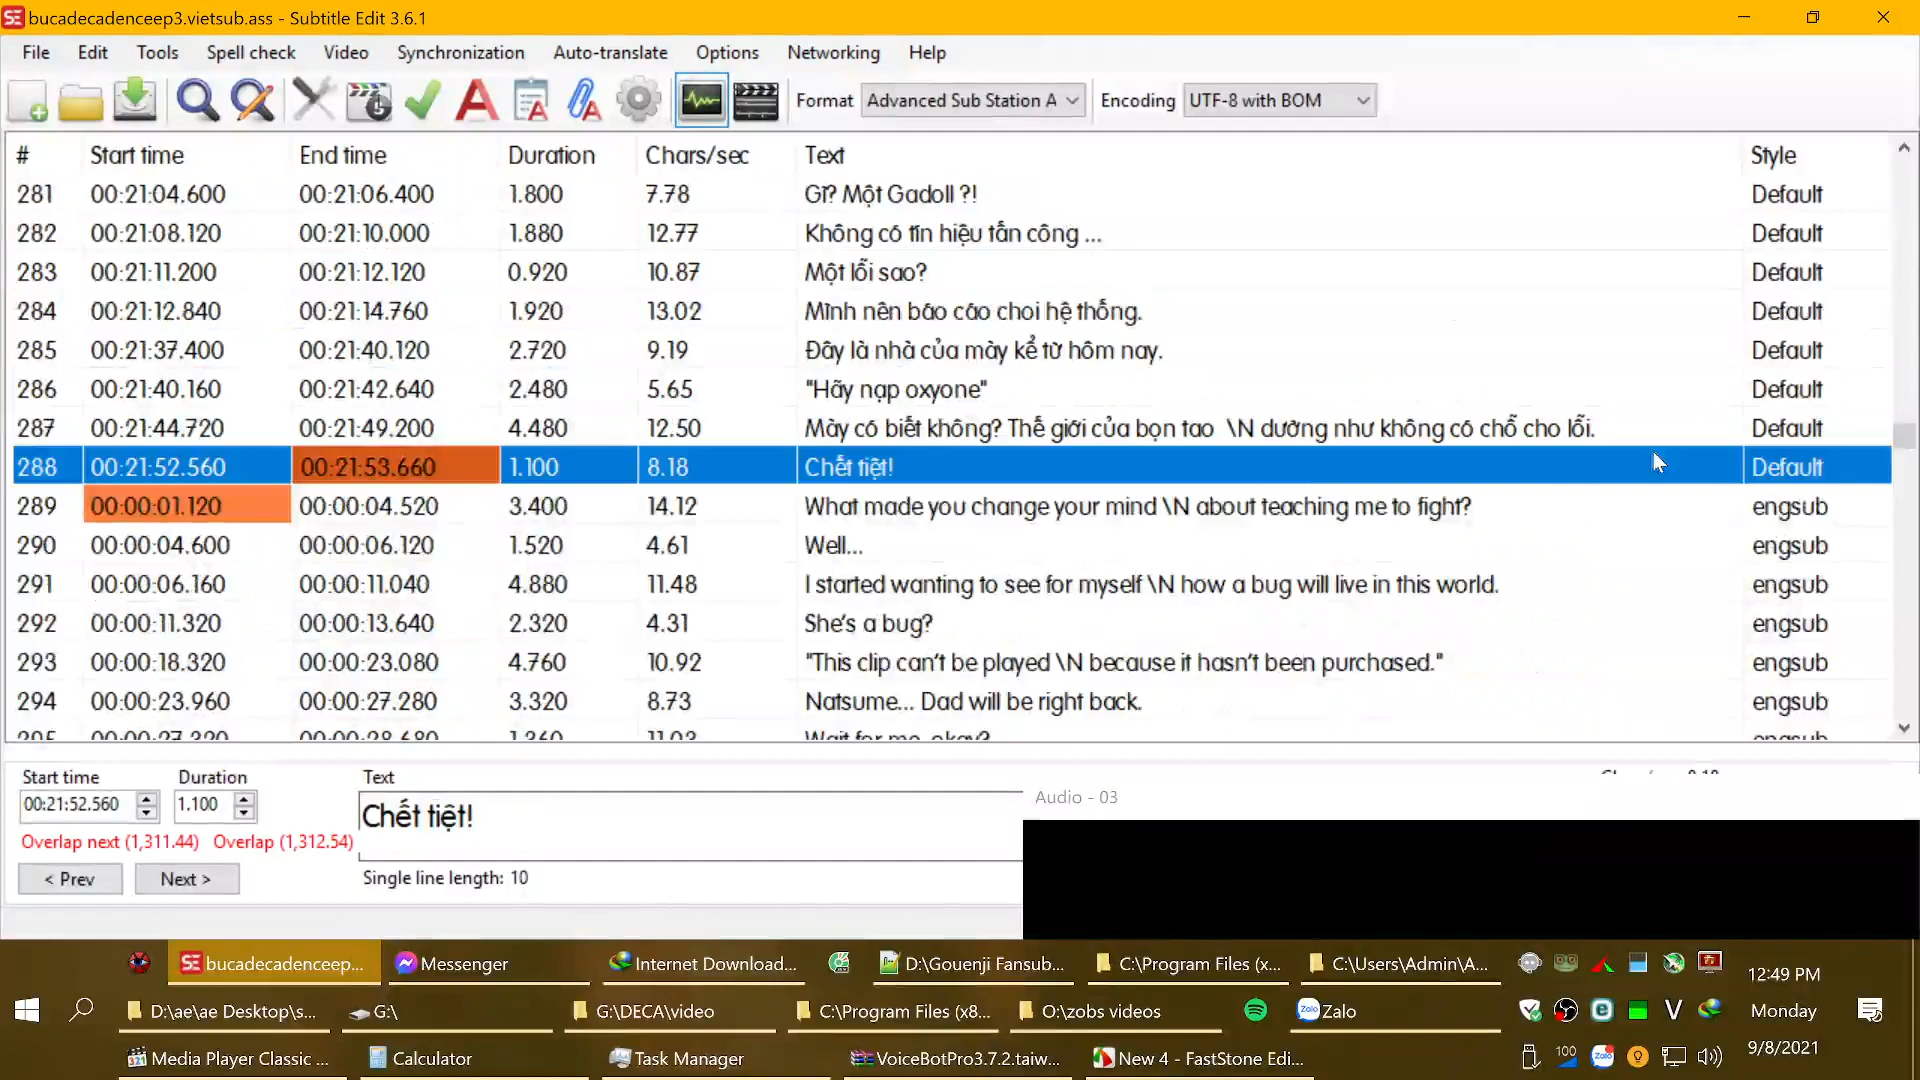 bucadecadenceep3.vietsub.ass - Subtitle Edit 3.6.1
File Edit Tools Spell check Video Synchronization Auto-translate Options Networking Help
Format Advanced Sub Station A Encoding UTF-8 with BOM
# Start time End time Duration Chars/sec Text Style
281 00:21:04.600 00:21:06.400 1.800 7.78 Gì? Một Gadoll ?! Default
282 00:21:08.120 00:21:10.000 1.880 12.77 Không có tín hiệu tấn công ... Default
283 00:21:11.200 00:21:12.120 0.920 10.87 Một lỗi sao? Default
284 00:21:12.840 00:21:14.760 1.920 13.02 Mình nên báo cáo choi hệ thống. Default
285 00:21:37.400 00:21:40.120 2.720 9.19 Đây là nhà của mày kể từ hôm nay. Default
286 00:21:40.160 00:21:42.640 2.480 5.65 "Hãy nạp oxyone" Default
287 00:21:44.720 00:21:49.200 4.480 12.50 Mày có biết không? Thế giới của bọn tao \N dường như không có chỗ cho lỗi. Default
288 00:21:52.560 00:21:53.660 1.100 8.18 Chết tiệt! Default
289 00:00:01.120 00:00:04.520 3.400 14.12 What made you change your mind \N about teaching me to fight? engsub
290 00:00:04.600 00:00:06.120 1.520 4.61 Well... engsub
291 00:00:06.160 00:00:11.040 4.880 11.48 I started wanting to see for myself \N how a bug will live in this world. engsub
292 00:00:11.320 00:00:13.640 2.320 4.31 She's a bug? engsub
293 00:00:18.320 00:00:23.080 4.760 10.92 "This clip can't be played \N because it hasn't been purchased." engsub
294 00:00:23.960 00:00:27.280 3.320 8.73 Natsume... Dad will be right back. engsub
295 00:00:27.320 00:00:28.680 1.360 11.03 Wait for me, okay? engsub
Start time Duration Text
00:21:52.560 1.100 Chết tiệt!
Audio - 03
Overlap next (1,311.44) Overlap (1,312.54)
< Prev Next > Single line length: 10
bucadecadenceep... Messenger Internet Download... D:\Gouenji Fansub... C:\Program Files (x... C:\Users\Admin\A...
12:49 PM
D:\ae\ae Desktop\s... G:\ G:\DECA\video C:\Program Files (x8... O:\zobs videos Zalo
Monday
Media Player Classic ... Calculator Task Manager VoiceBotPro3.7.2.taiw... New 4 - FastStone Edi...
100
9/8/2021